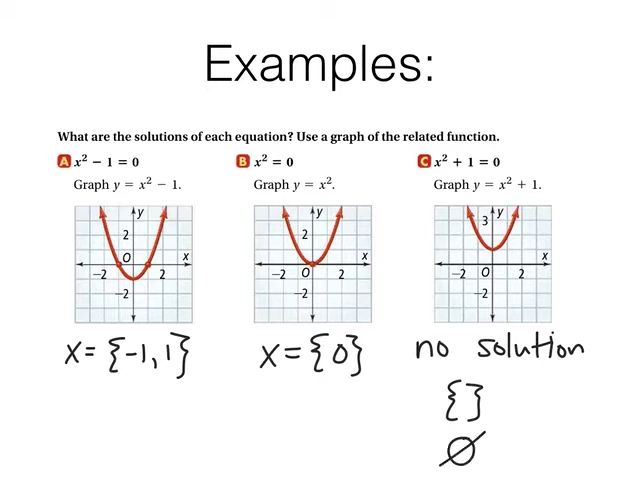 Examples:
What are the solutions of each equation? Use a graph of the related function.
A x² − 1 = 0
Graph y = x² − 1.
y
2
O
x
−2
2
−2
x = {-1, 1}
B x² = 0
Graph y = x².
y
2
x
−2
O
2
−2
x = {0}
C x² + 1 = 0
Graph y = x² + 1.
3
y
x
−2
O
2
−2
no solution
{ }
∅